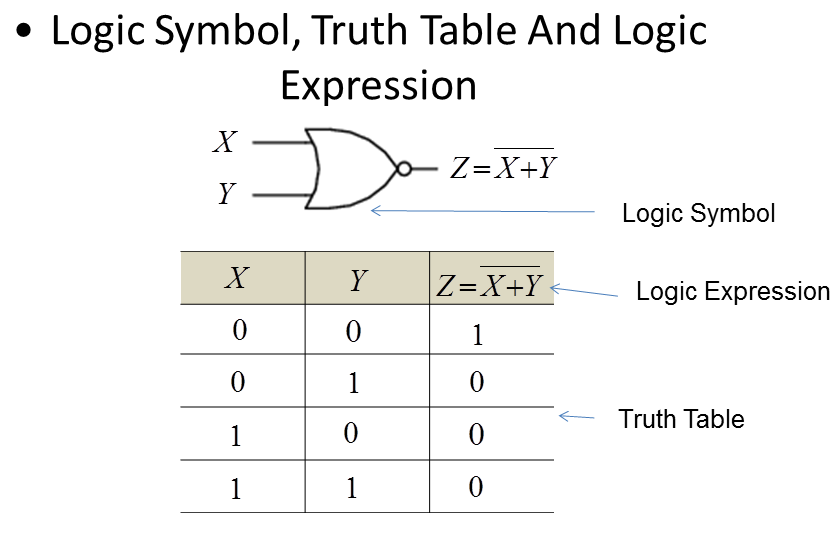 • Logic Symbol, Truth Table And Logic
Expression
X
Z=X̅+̅Y̅
Y
Logic Symbol
X Y Z=X̅+̅Y̅
Logic Expression
0 0 1
0 1 0
Truth Table
1 0 0
1 1 0